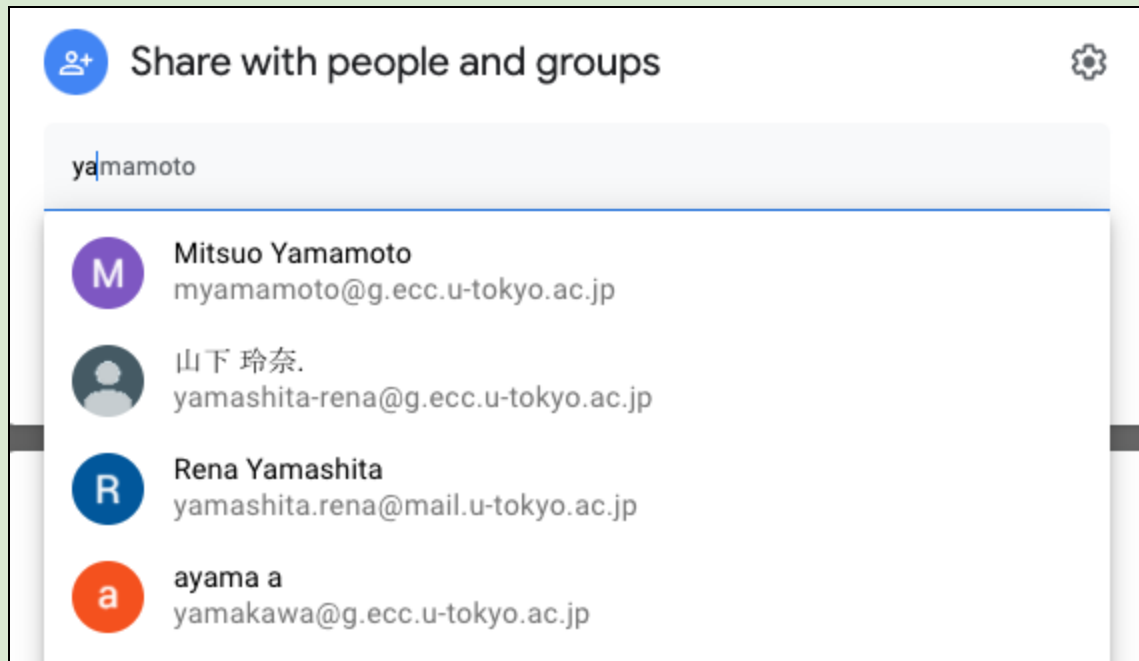 Share with people and groups
yamamoto
M
Mitsuo Yamamoto
myamamoto@g.ecc.u-tokyo.ac.jp
山下 玲奈.
yamashita-rena@g.ecc.u-tokyo.ac.jp
R
Rena Yamashita
yamashita.rena@mail.u-tokyo.ac.jp
a
ayama a
yamakawa@g.ecc.u-tokyo.ac.jp